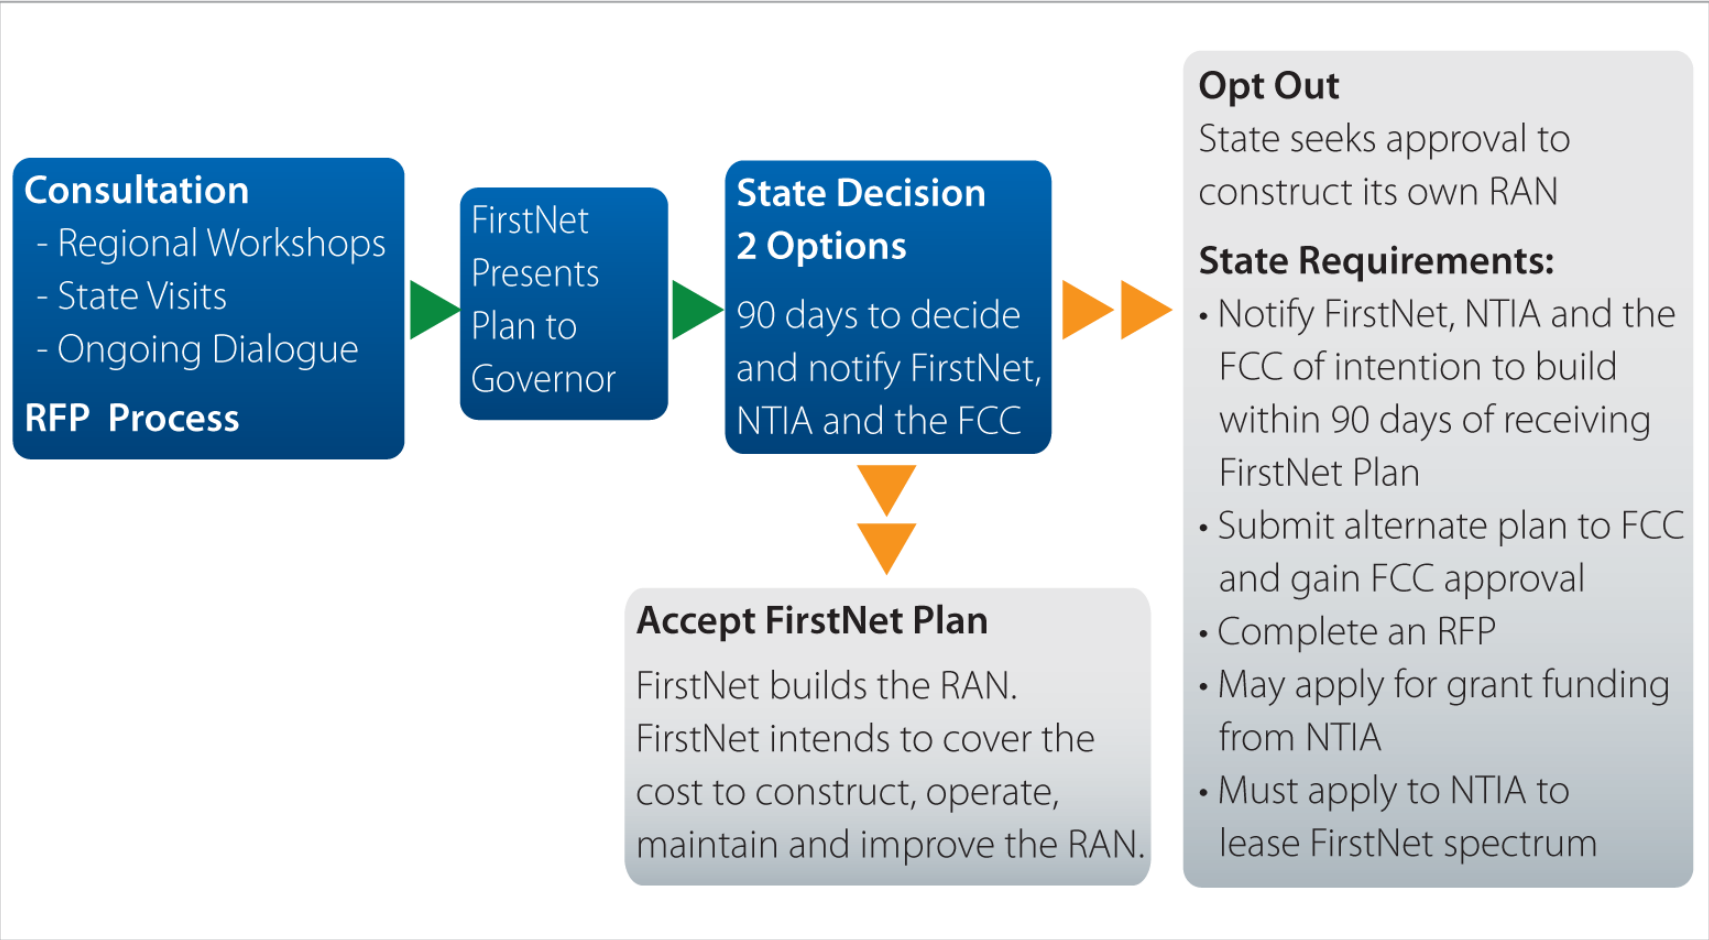 Consultation
- Regional Workshops
- State Visits
- Ongoing Dialogue
RFP Process
FirstNet
Presents
Plan to
Governor
State Decision
2 Options
90 days to decide
and notify FirstNet,
NTIA and the FCC
Accept FirstNet Plan
FirstNet builds the RAN.
FirstNet intends to cover the
cost to construct, operate,
maintain and improve the RAN.
Opt Out
State seeks approval to
construct its own RAN
State Requirements:
• Notify FirstNet, NTIA and the
FCC of intention to build
within 90 days of receiving
FirstNet Plan
• Submit alternate plan to FCC
and gain FCC approval
• Complete an RFP
• May apply for grant funding
from NTIA
• Must apply to NTIA to
lease FirstNet spectrum